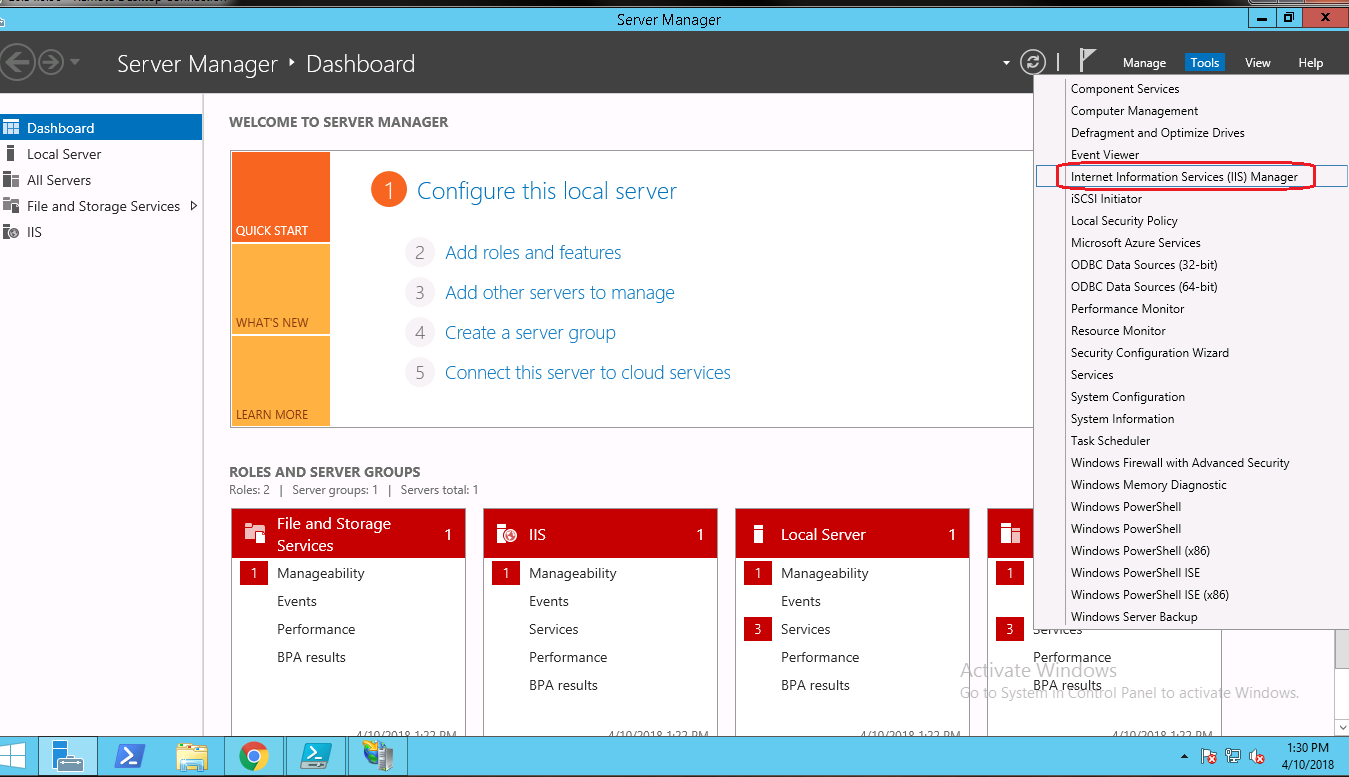 Server Manager
Server Manager • Dashboard
Manage Tools View Help
Dashboard
Local Server
All Servers
File and Storage Services
IIS
WELCOME TO SERVER MANAGER
QUICK START
WHAT'S NEW
LEARN MORE
1 Configure this local server
2 Add roles and features
3 Add other servers to manage
4 Create a server group
5 Connect this server to cloud services
Component Services
Computer Management
Defragment and Optimize Drives
Event Viewer
Internet Information Services (IIS) Manager
iSCSI Initiator
Local Security Policy
Microsoft Azure Services
ODBC Data Sources (32-bit)
ODBC Data Sources (64-bit)
Performance Monitor
Resource Monitor
Security Configuration Wizard
Services
System Configuration
System Information
Task Scheduler
Windows Firewall with Advanced Security
Windows Memory Diagnostic
Windows PowerShell
Windows PowerShell
Windows PowerShell (x86)
Windows PowerShell ISE
Windows PowerShell ISE (x86)
Windows Server Backup
ROLES AND SERVER GROUPS
Roles: 2 | Server groups: 1 | Servers total: 1
File and Storage
Services
1
1 Manageability
Events
Performance
BPA results
4/10/2018 1:22 PM
IIS 1
1 Manageability
Events
Services
Performance
BPA results
4/10/2018 1:22 PM
Local Server 1
1 Manageability
Events
3 Services
Performance
BPA results
4/10/2018 1:22 PM
1
3 Services
Performance
BPA results
4/10/2018 1:22 PM
Activate Windows
Go to System in Control Panel to activate Windows.
1:30 PM
4/10/2018